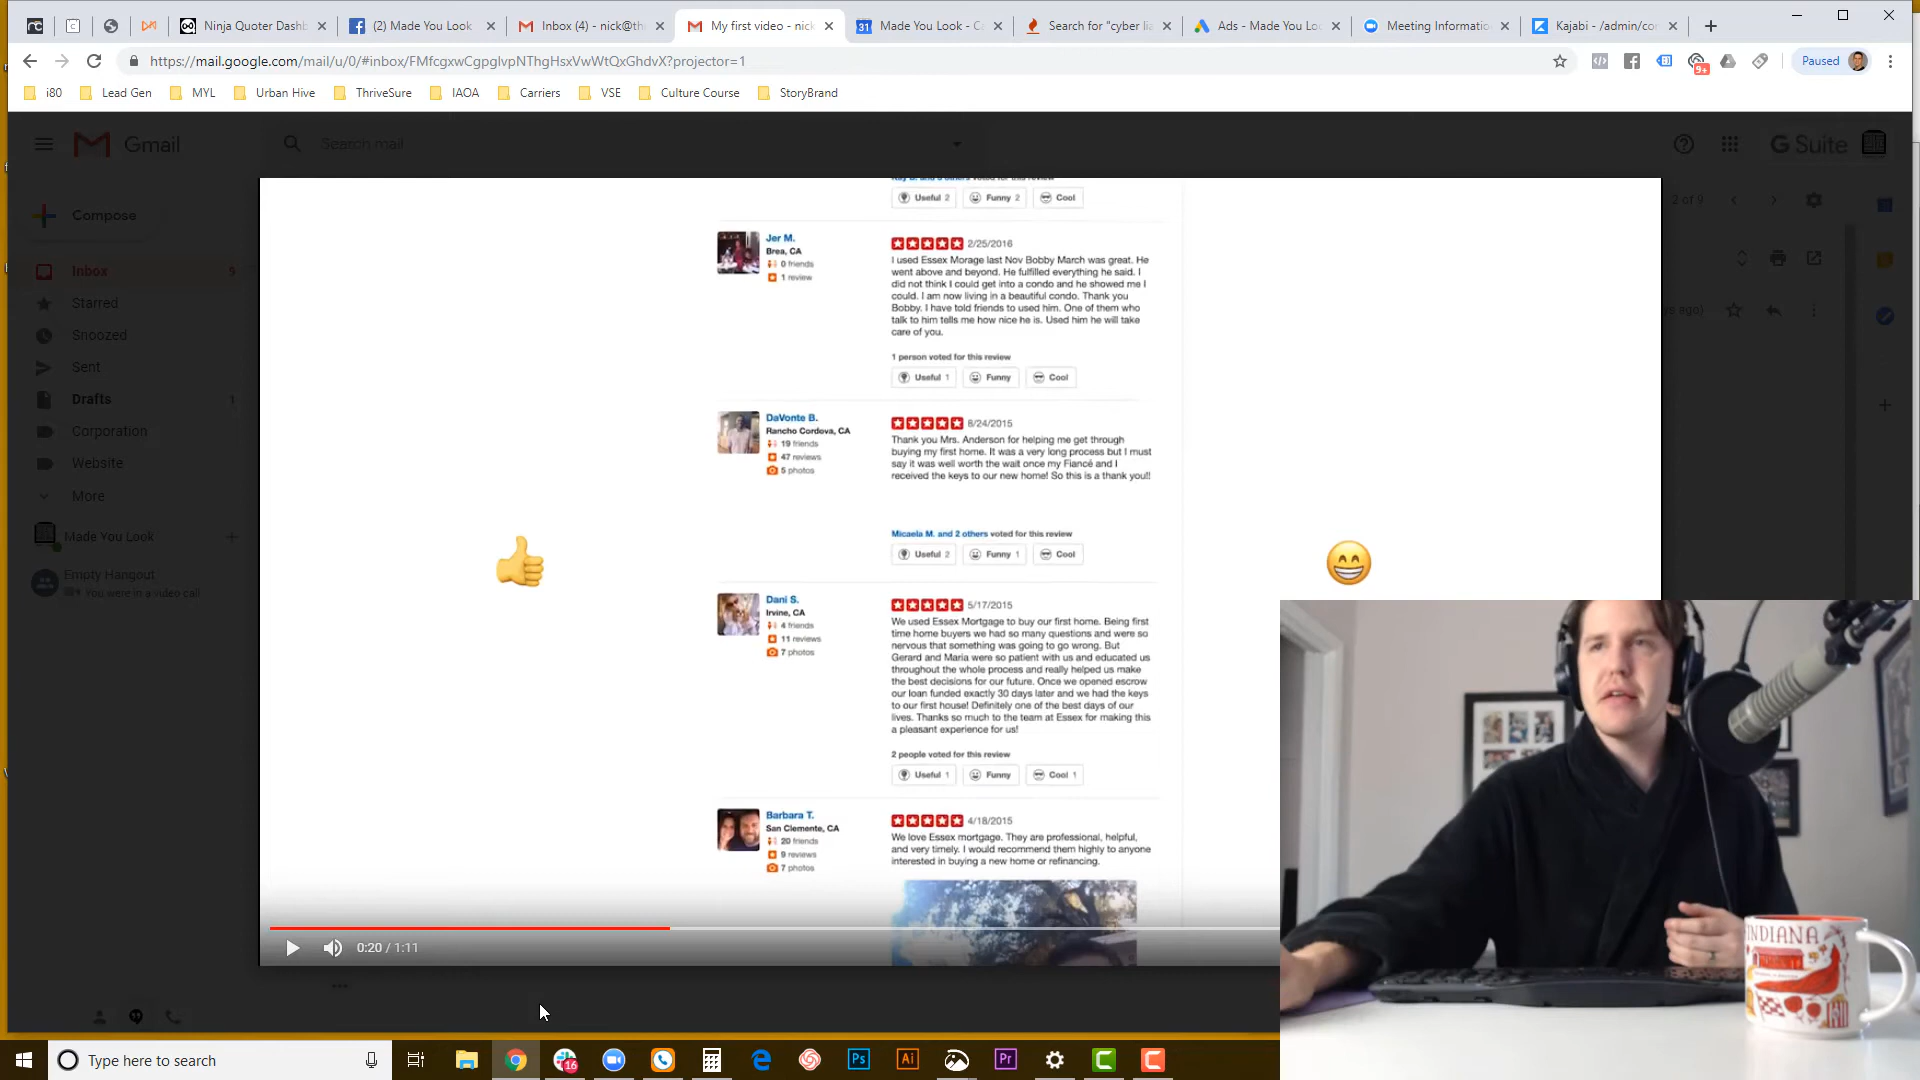 Ninja Quoter Dashb
(2) Made You Look
Inbox (4) - nick@th
My first video - nick
31
Made You Look - C
Search for "cyber lia
Ads - Made You Lo
Meeting Informatio
Kajabi - /admin/co
https://mail.google.com/mail/u/0/#inbox/FMfcgxwCgpglvpNThgHsxVwWtQxGhdvX?projector=1
9+
Paused
i80
Lead Gen
MYL
Urban Hive
ThriveSure
IAOA
Carriers
VSE
Culture Course
StoryBrand
Gmail
Search mail
G Suite
Compose
2 of 9
Inbox 9
Starred
Snoozed
Sent
Drafts 1
Corporation
Website
More
Made You Look
Empty Hangout
You were in a video call
Useful 2
Funny 2
Cool
Jer M.
Brea, CA
0 friends
1 review
2/25/2016
I used Essex Morage last Nov Bobby March was great. He
went above and beyond. He fulfilled everything he said. I
did not think I could get into a condo and he showed me I
could. I am now living in a beautiful condo. Thank you
Bobby. I have told friends to used him. One of them who
talk to him tells me how nice he is. Used him he will take
care of you.
1 person voted for this review
Useful 1
Funny
Cool
DaVonte B.
Rancho Cordova, CA
19 friends
47 reviews
5 photos
8/24/2015
Thank you Mrs. Anderson for helping me get through
buying my first home. It was a very long process but I must
say it was well worth the wait once my Fiancé and I
received the keys to our new home! So this is a thank you!!
Micaela M. and 2 others voted for this review
Useful 2
Funny 1
Cool
Dani S.
Irvine, CA
4 friends
11 reviews
7 photos
5/17/2015
We used Essex Mortgage to buy our first home. Being first
time home buyers we had so many questions and were so
nervous that something was going to go wrong. But
Gerard and Maria were so patient with us and educated us
throughout the whole process and really helped us make
the best decisions for our future. Once we opened escrow
our loan funded exactly 30 days later and we had the keys
to our first house! Definitely one of the best days of our
lives. Thanks so much to the team at Essex for making this
a pleasant experience for us!
2 people voted for this review
Useful 1
Funny
Cool 1
Barbara T.
San Clemente, CA
20 friends
9 reviews
7 photos
4/18/2015
We love Essex mortgage. They are professional, helpful,
and very timely. I would recommend them highly to anyone
interested in buying a new home or refinancing.
0:20 / 1:11
INDIANA
Type here to search
16
Ps
Ai
Pr